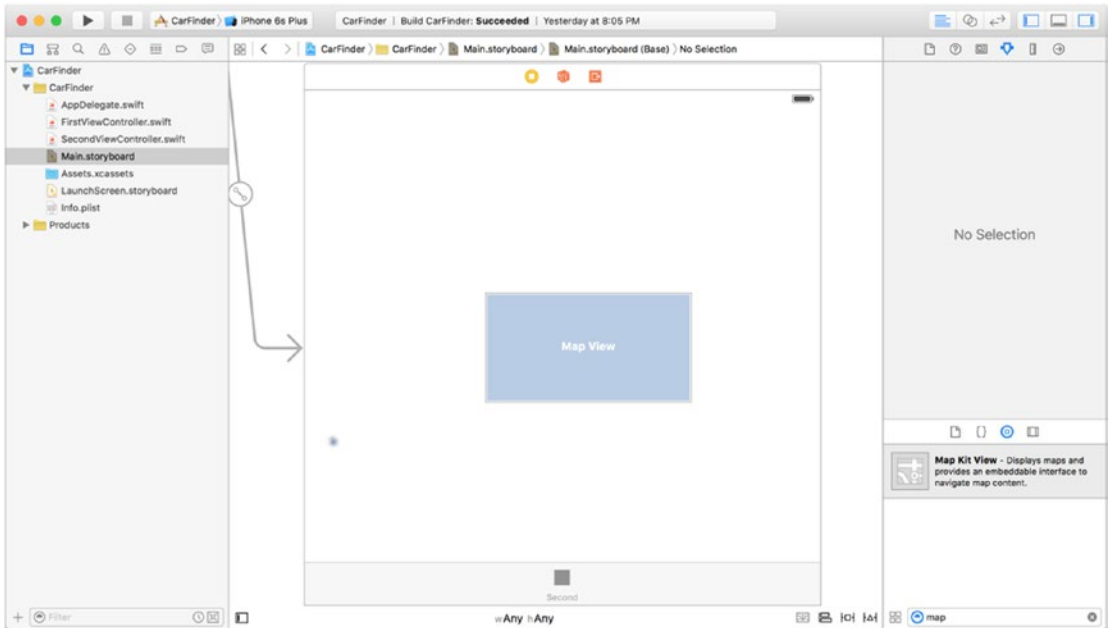 CarFinder iPhone 6s Plus
CarFinder | Build CarFinder: Succeeded | Yesterday at 8:05 PM
CarFinder CarFinder Main.storyboard Main.storyboard (Base) No Selection
CarFinder
CarFinder
AppDelegate.swift
FirstViewController.swift
SecondViewController.swift
Main.storyboard
Assets.xcassets
LaunchScreen.storyboard
Info.plist
Products
No Selection
Map View
Map Kit View - Displays maps and
provides an embeddable interface to
navigate map content.
Second
Filter
wAny hAny
map